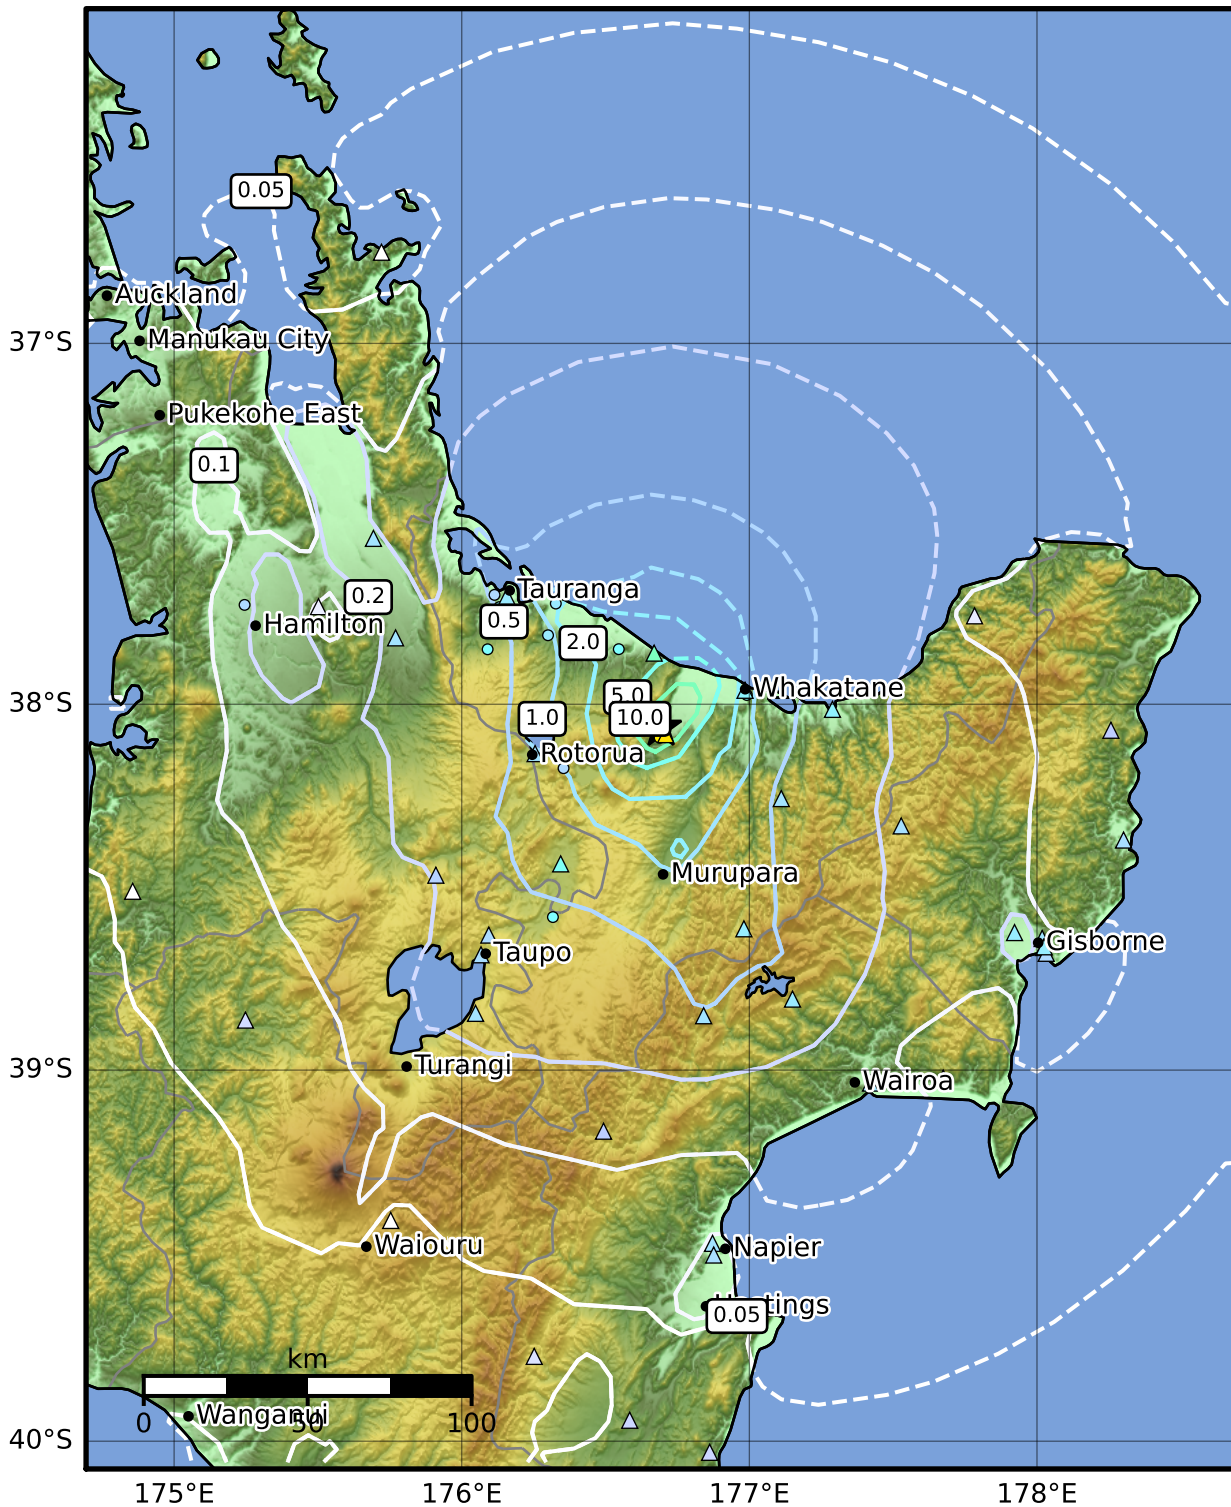 0.05
Auckland
Manukau City
37°S
Pukekohe East
0.1
Tauranga
0.2
0.5
Hamilton
2.0
Whakatane
5.0
38°S
1.0
10.0
Rotorua
Murupara
Gisborne
Taupo
Turangi
39°S
Wairoa
Waiouru
Napier
Hastings
0.05
km
0 50 100
Wanganui
40°S
175°E 176°E 177°E 178°E